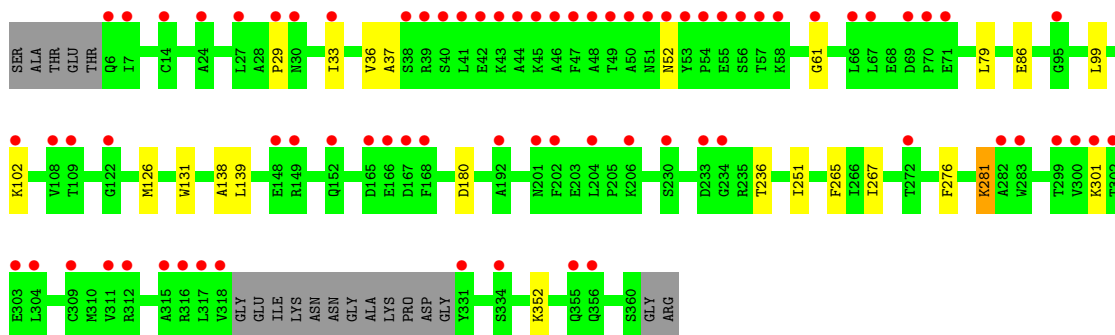 SER ALA THR GLU THR Q6 I7 C14 A24 L27 A28 P29 N30 I33 V36 A37 S38 R39 S40 L41 E42 K43 A44 K45 A46 F47 A48 T49 A50 N51 N52 Y53 P54 E55 S56 T57 K58 G61 L66 L67 E68 D69 P70 E71 L79 E86 G95 L99
K102 V108 T109 G122 M126 W131 A138 L139 E148 R149 Q152 D165 E166 D167 F168 D180 A192 N201 F202 E203 L204 P205 K206 S230 D233 G234 R235 T236 I251 F265 I266 I267 T272 F276 K281 A282 W283 T299 V300 K301 T302
E303 L304 C309 M310 V311 R312 A315 R316 L317 V318 GLY GLU ILE LYS ASN ASN GLY ALA LYS PRO ASP GLY Y331 S334 K352 Q355 Q356 S360 GLY ARG